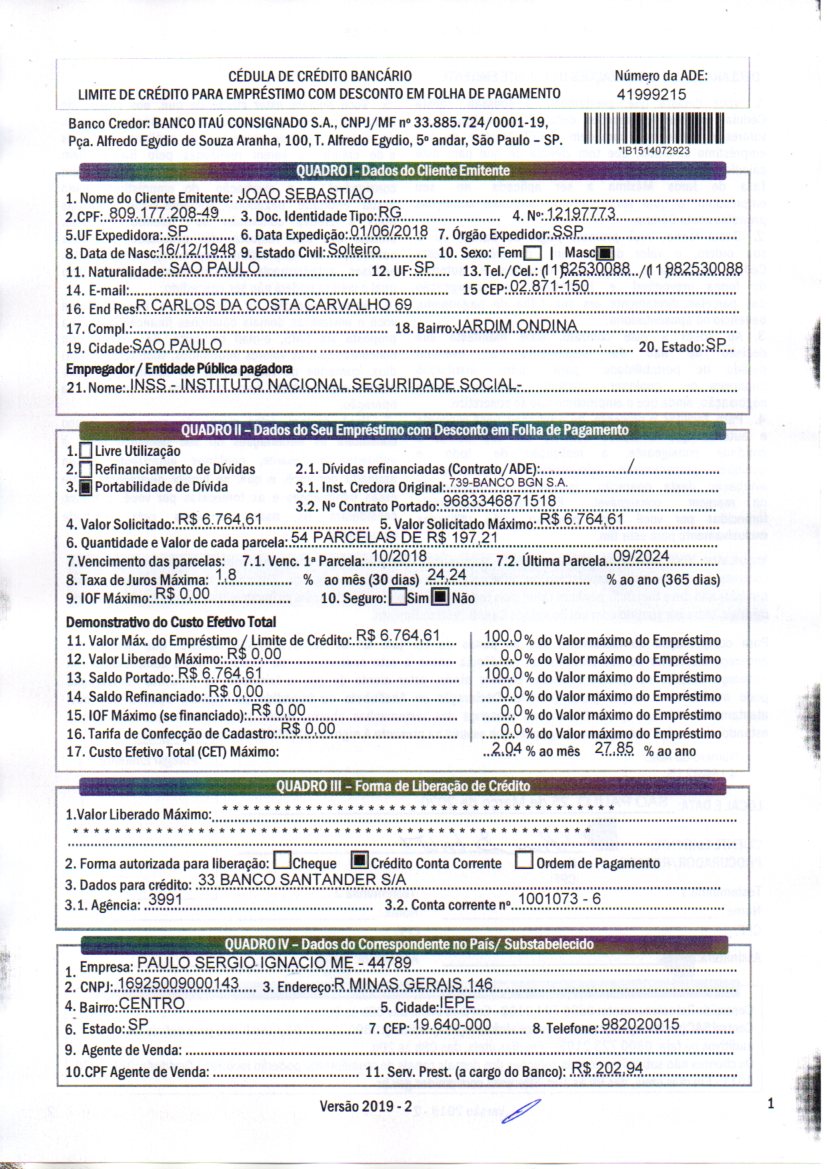 CÉDULA DE CRÉDITO BANCÁRIO
LIMITE DE CRÉDITO PARA EMPRÉSTIMO COM DESCONTO EM FOLHA DE PAGAMENTO
Número da ADE:
41999215
Banco Credor: BANCO ITAÚ CONSIGNADO S.A., CNPJ/MF nº 33.885.724/0001-19,
Pça. Alfredo Egydio de Souza Aranha, 100, T. Alfredo Egydio, 5º andar, São Paulo – SP.
*IB1514072923
QUADRO I - Dados do Cliente Emitente
1. Nome do Cliente Emitente: JOAO SEBASTIAO
2.CPF: 809.177.208-49 3. Doc. Identidade Tipo: RG 4. Nº: 12197773
5.UF Expedidora: SP 6. Data Expedição: 01/06/2018 7. Órgão Expedidor: SSP
8. Data de Nasc: 16/12/1948 9. Estado Civil: Solteiro 10. Sexo: Fem | Masc
11. Naturalidade: SAO PAULO 12. UF: SP 13. Tel./Cel.: (11)82530088 /(11)982530088
14. E-mail: 15 CEP: 02.871-150
16. End Res: R CARLOS DA COSTA CARVALHO 69
17. Compl.: 18. Bairro: JARDIM ONDINA
19. Cidade: SAO PAULO 20. Estado: SP
Empregador / Entidade Pública pagadora
21. Nome: INSS - INSTITUTO NACIONAL SEGURIDADE SOCIAL-
QUADRO II – Dados do Seu Empréstimo com Desconto em Folha de Pagamento
1. Livre Utilização
2. Refinanciamento de Dívidas 2.1. Dívidas refinanciadas (Contrato/ADE): /
3. Portabilidade de Dívida 3.1. Inst. Credora Original: 739-BANCO BGN S.A.
3.2. Nº Contrato Portado: 9683346871518
4. Valor Solicitado: R$ 6.764,61 5. Valor Solicitado Máximo: R$ 6.764,61
6. Quantidade e Valor de cada parcela: 54 PARCELAS DE R$ 197,21
7.Vencimento das parcelas: 7.1. Venc. 1ª Parcela: 10/2018 7.2. Última Parcela 09/2024
8. Taxa de Juros Máxima: 1,8 % ao mês (30 dias) 24,24 % ao ano (365 dias)
9. IOF Máximo: R$ 0,00 10. Seguro: Sim Não
Demonstrativo do Custo Efetivo Total
11. Valor Máx. do Empréstimo / Limite de Crédito: R$ 6.764,61 100,0 % do Valor máximo do Empréstimo
12. Valor Liberado Máximo: R$ 0,00 0,0 % do Valor máximo do Empréstimo
13. Saldo Portado: R$ 6.764,61 100,0 % do Valor máximo do Empréstimo
14. Saldo Refinanciado: R$ 0,00 0,0 % do Valor máximo do Empréstimo
15. IOF Máximo (se financiado): R$ 0,00 0,0 % do Valor máximo do Empréstimo
16. Tarifa de Confecção de Cadastro: R$ 0,00 0,0 % do Valor máximo do Empréstimo
17. Custo Efetivo Total (CET) Máximo: 2,04 % ao mês 27,85 % ao ano
QUADRO III – Forma de Liberação de Crédito
1.Valor Liberado Máximo: * * * * * * * * * * * * * * * * * * * * * * * * * * * * * * * * * * * *
* * * * * * * * * * * * * * * * * * * * * * * * * * * * * * * * * * * * * * * * * * * * * * * *
2. Forma autorizada para liberação: Cheque Crédito Conta Corrente Ordem de Pagamento
3. Dados para crédito: 33 BANCO SANTANDER S/A
3.1. Agência: 3991 3.2. Conta corrente nº 1001073 - 6
QUADRO IV – Dados do Correspondente no País/ Substabelecido
1. Empresa: PAULO SERGIO IGNACIO ME - 44789
2. CNPJ: 16925009000143 3. Endereço: R MINAS GERAIS 146
4. Bairro: CENTRO 5. Cidade: IEPE
6. Estado: SP 7. CEP: 19.640-000 8. Telefone: 982020015
9. Agente de Venda:
10.CPF Agente de Venda: 11. Serv. Prest. (a cargo do Banco): R$ 202,94
Versão 2019 - 2
1